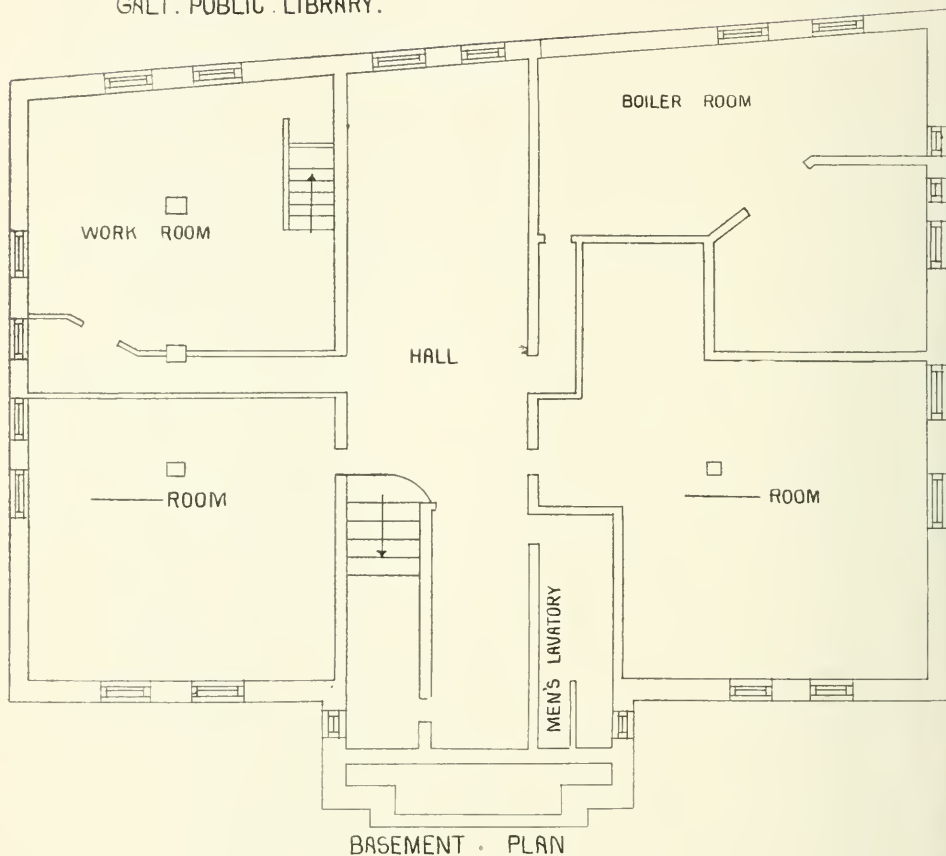 GALT. PUBLIC. LIBRARY.
BOILER ROOM
WORK ROOM
HALL
ROOM
ROOM
MEN'S LAVATORY
BASEMENT . PLAN